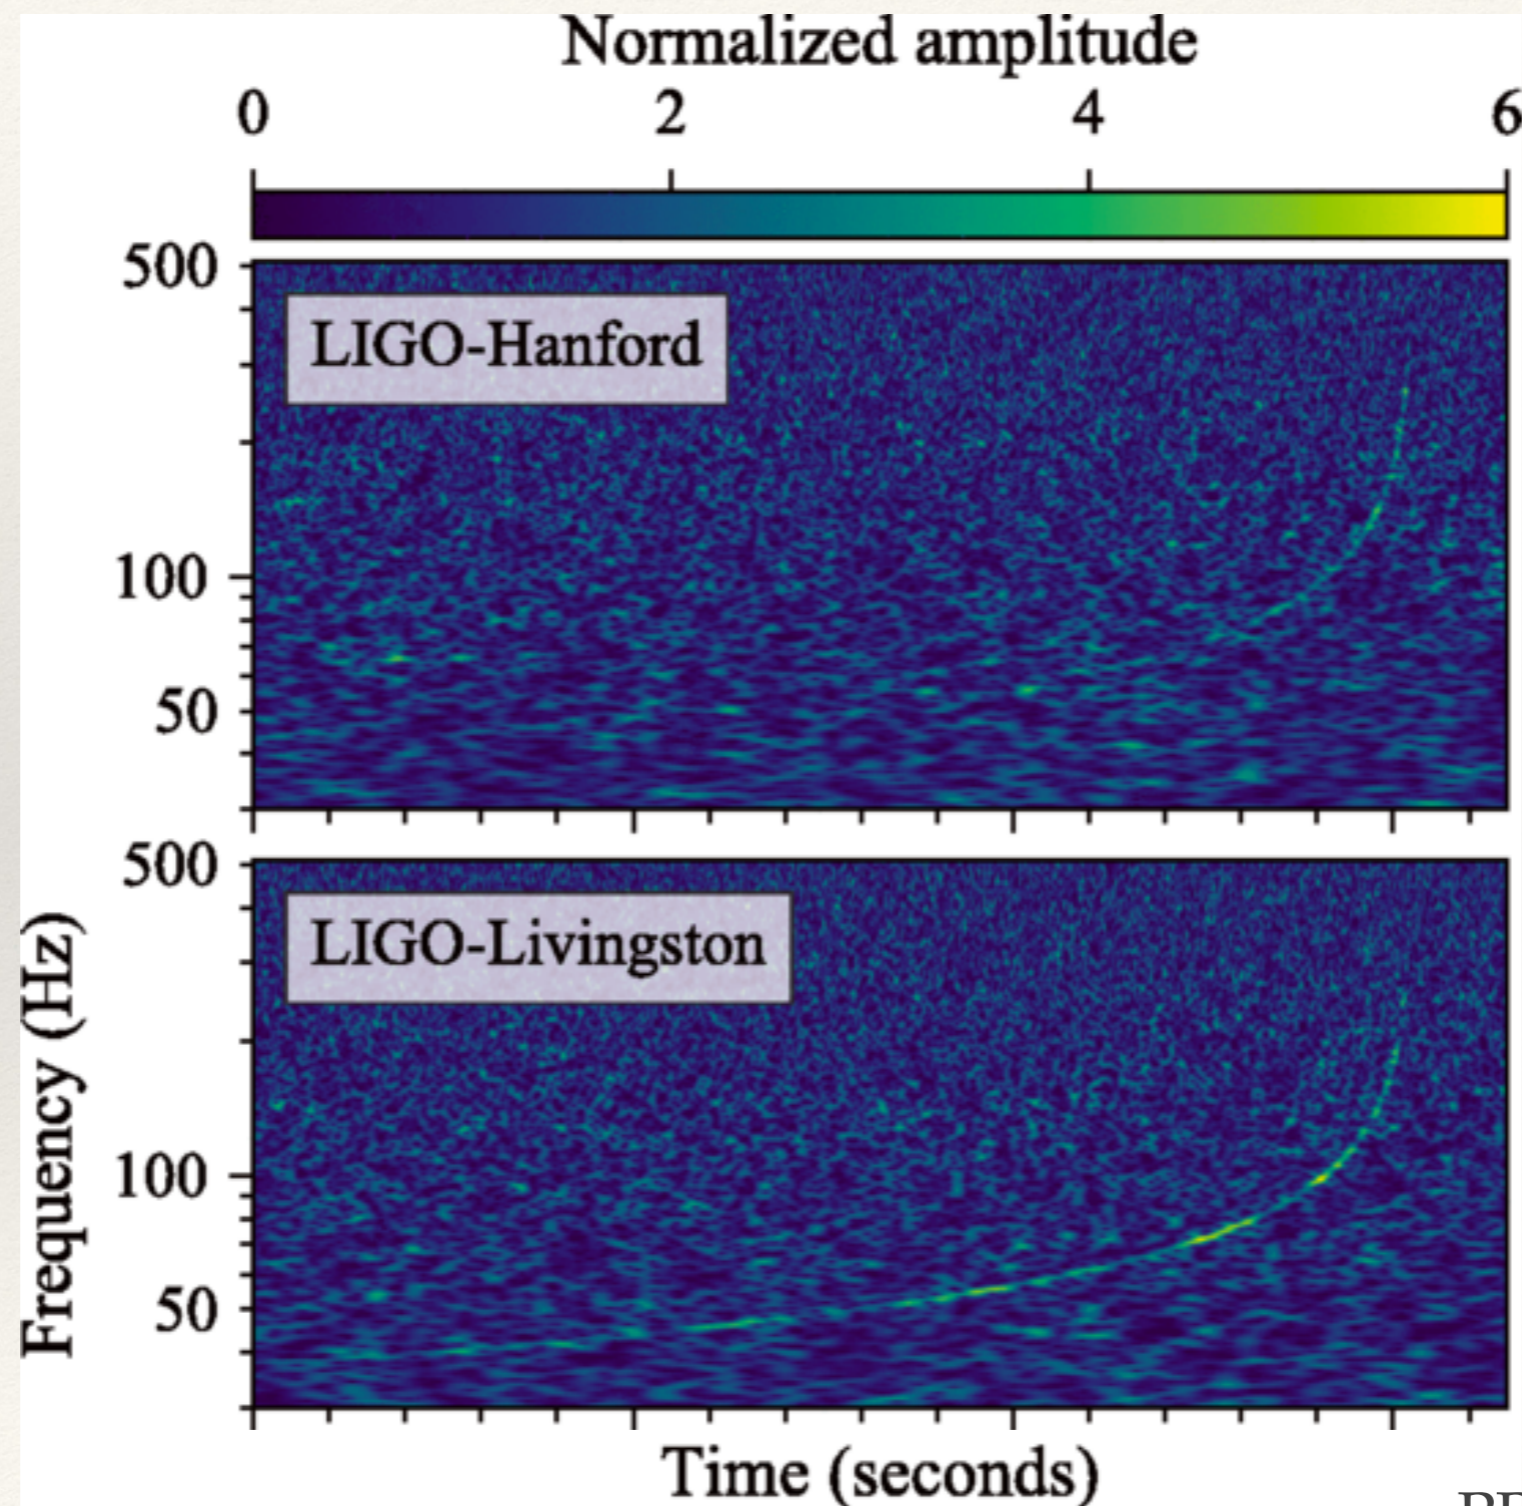 Normalized amplitude
0 2 4 6
500
LIGO-Hanford
100
50
500
LIGO-Livingston
100
50
Frequency (Hz)
Time (seconds)